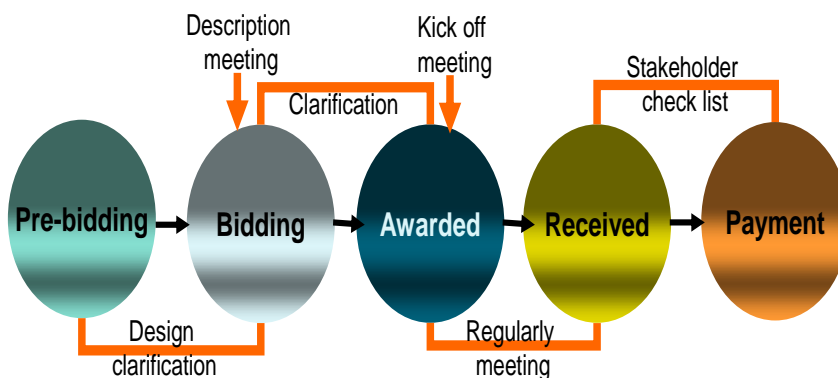 Description
meeting
Kick off
meeting
Clarification
Stakeholder
check list
Pre-bidding
Bidding
Awarded
Received
Payment
Design
clarification
Regularly
meeting